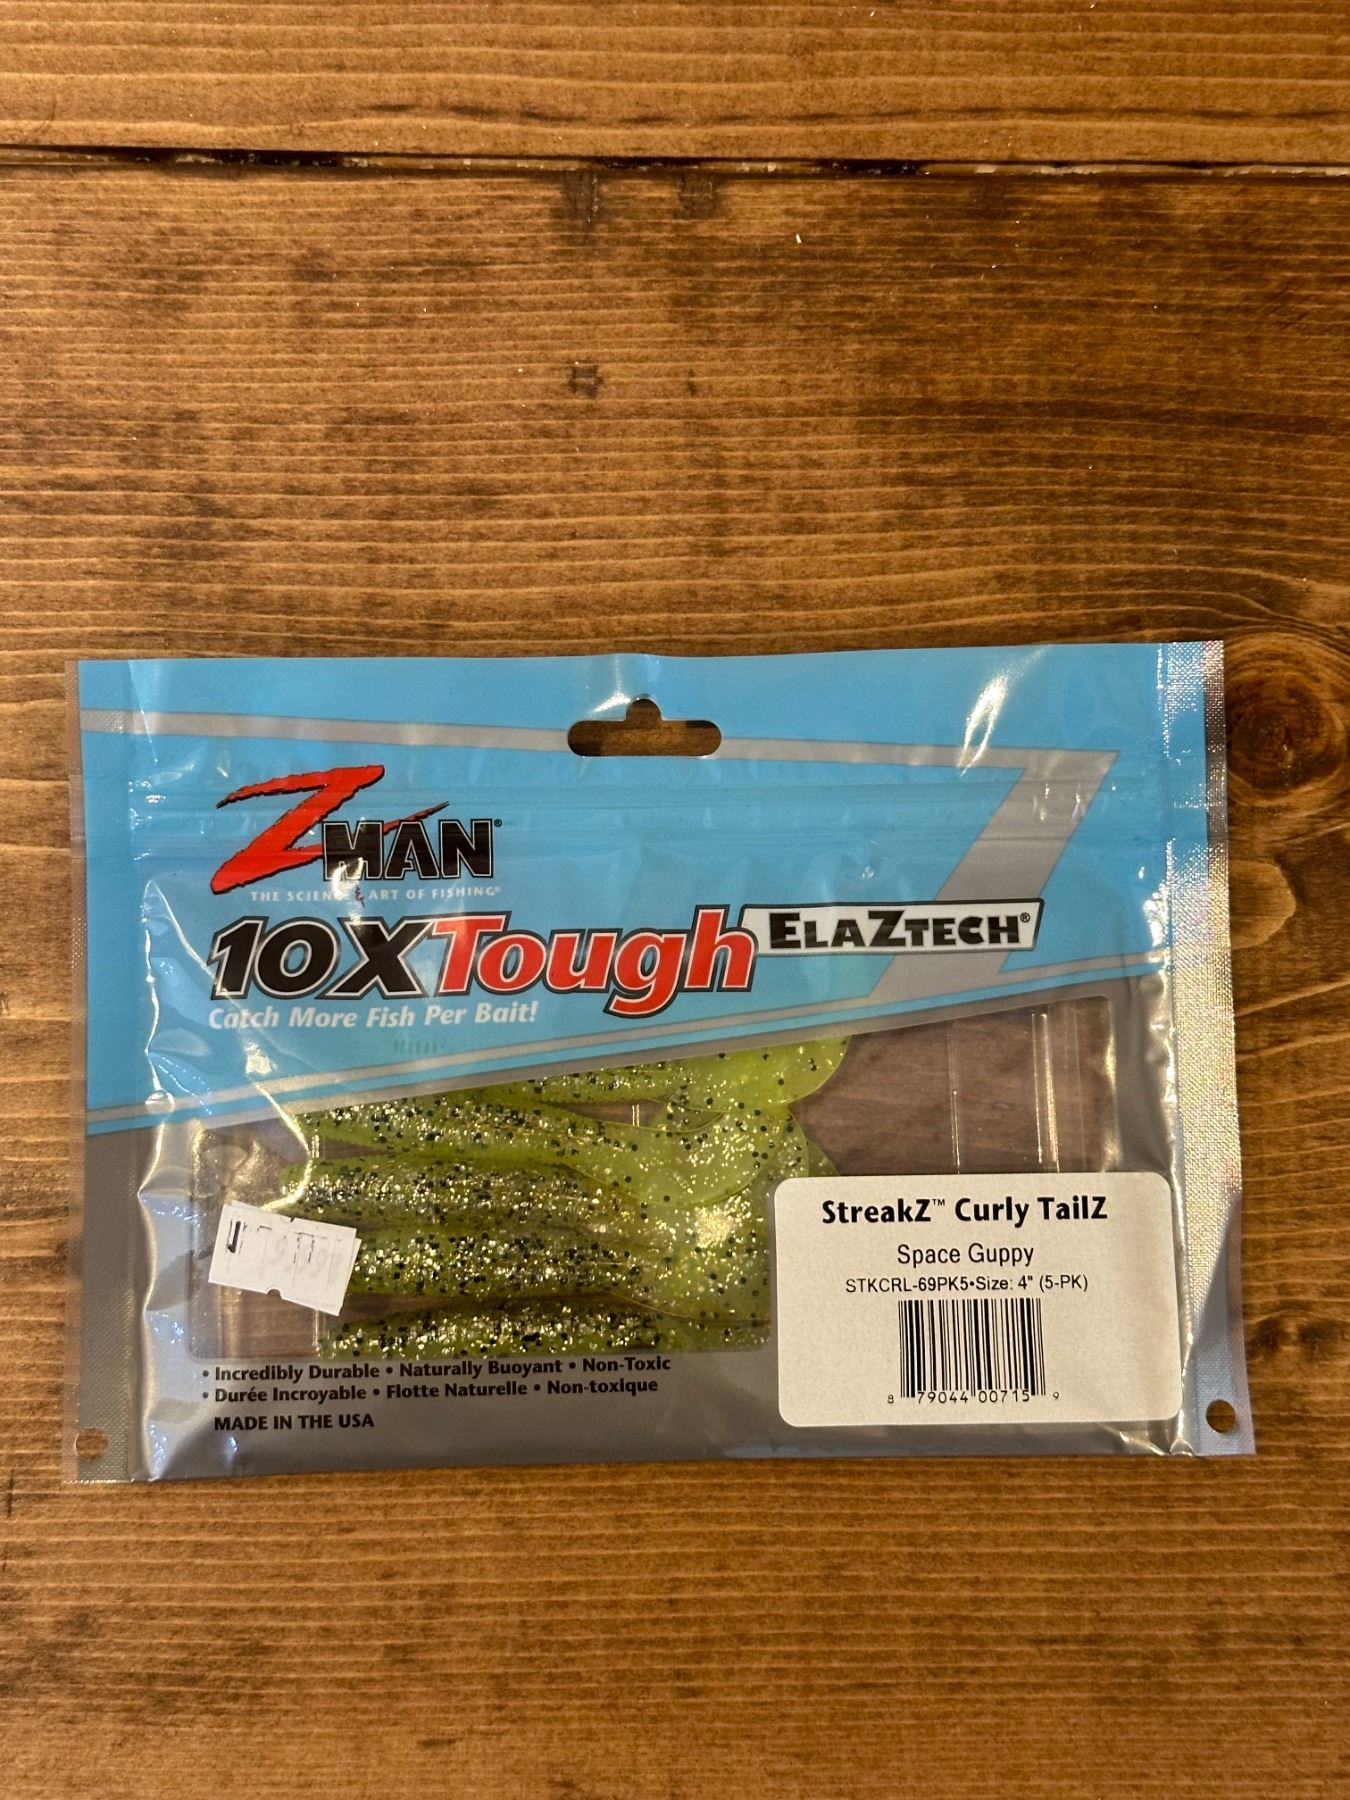 ZMAN®
THE SCIENCE & ART OF FISHING®
10X Tough ELAZTECH®
Catch More Fish Per Bait!
StreakZ™ Curly TailZ
Space Guppy
STKCRL-69PK5•Size: 4" (5-PK)
8 79044 00715 9
• Incredibly Durable • Naturally Buoyant • Non-Toxic
• Durée Incroyable • Flotte Naturelle • Non-toxique
MADE IN THE USA